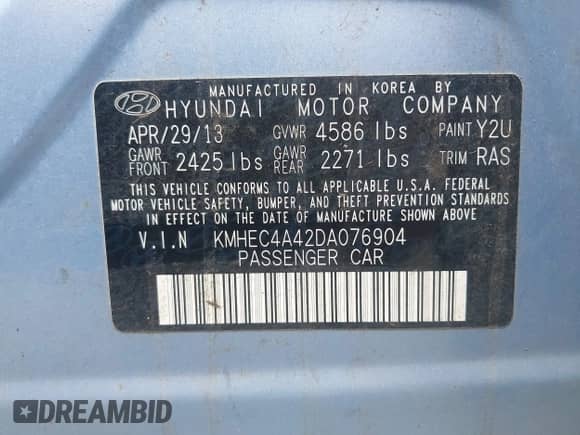 MANUFACTURED IN KOREA BY
HYUNDAI MOTOR COMPANY
APR/29/13 GVWR 4586 lbs PAINT Y2U
GAWR FRONT 2425 lbs GAWR REAR 2271 lbs TRIM RAS
THIS VEHICLE CONFORMS TO ALL APPLICABLE U.S.A. FEDERAL
MOTOR VEHICLE SAFETY, BUMPER, AND THEFT PREVENTION STANDARDS
IN EFFECT ON THE DATE OF MANUFACTURE SHOWN ABOVE
V.I.N KMHEC4A42DA076904
PASSENGER CAR
DREAMBID